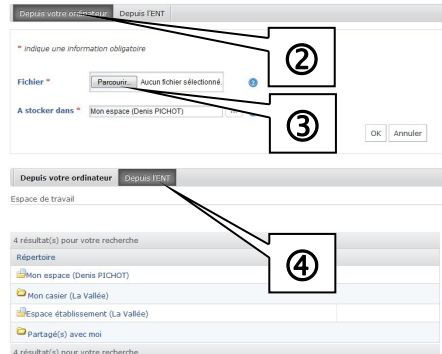 Depuis votre ordinateur Depuis l'ENT
②
* indique une information obligatoire
Fichier * Parcourir... Aucun fichier sélectionné. ?
③
A stocker dans * Mon espace (Denis PICHOT) ...
OK Annuler
Depuis votre ordinateur Depuis l'ENT
Espace de travail
4 résultat(s) pour votre recherche
④
Répertoire
Mon espace (Denis PICHOT)
Mon casier (La Vallée)
Espace établissement (La Vallée)
Partagé(s) avec moi
4 résultat(s) pour votre recherche